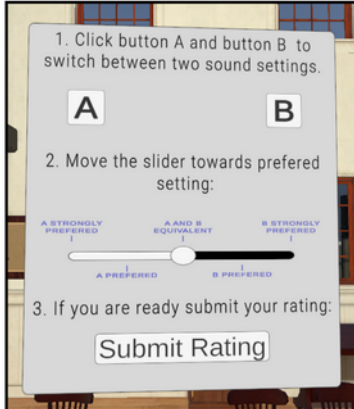 1. Click button A and button B to
switch between two sound settings.
A
B
2. Move the slider towards prefered
setting:
A STRONGLY
PREFERED
A AND B
EQUIVALENT
B STRONGLY
PREFERED
A PREFERED
B PREFERED
3. If you are ready submit your rating:
Submit Rating